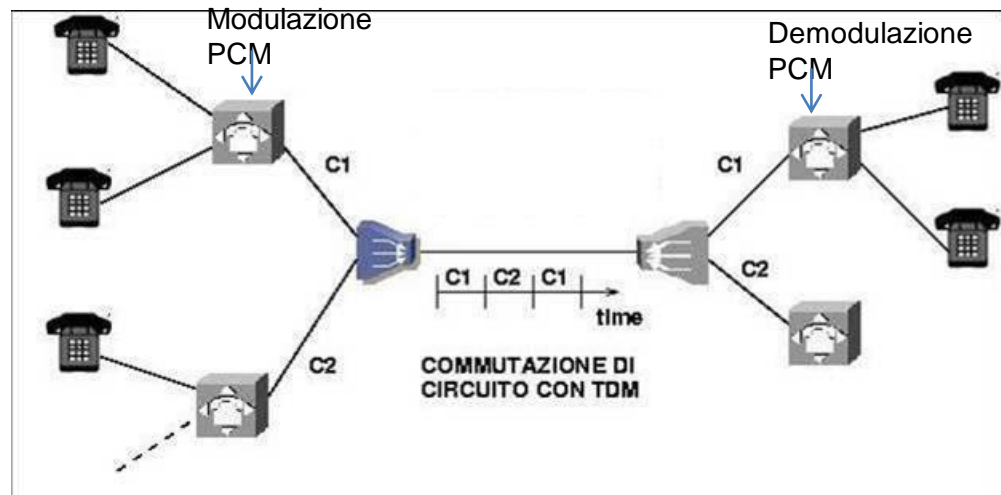 Modulazione
PCM
Demodulazione
PCM
C1
C1
C2
C1 C2 C1
time
C2
COMMUTAZIONE DI
CIRCUITO CON TDM